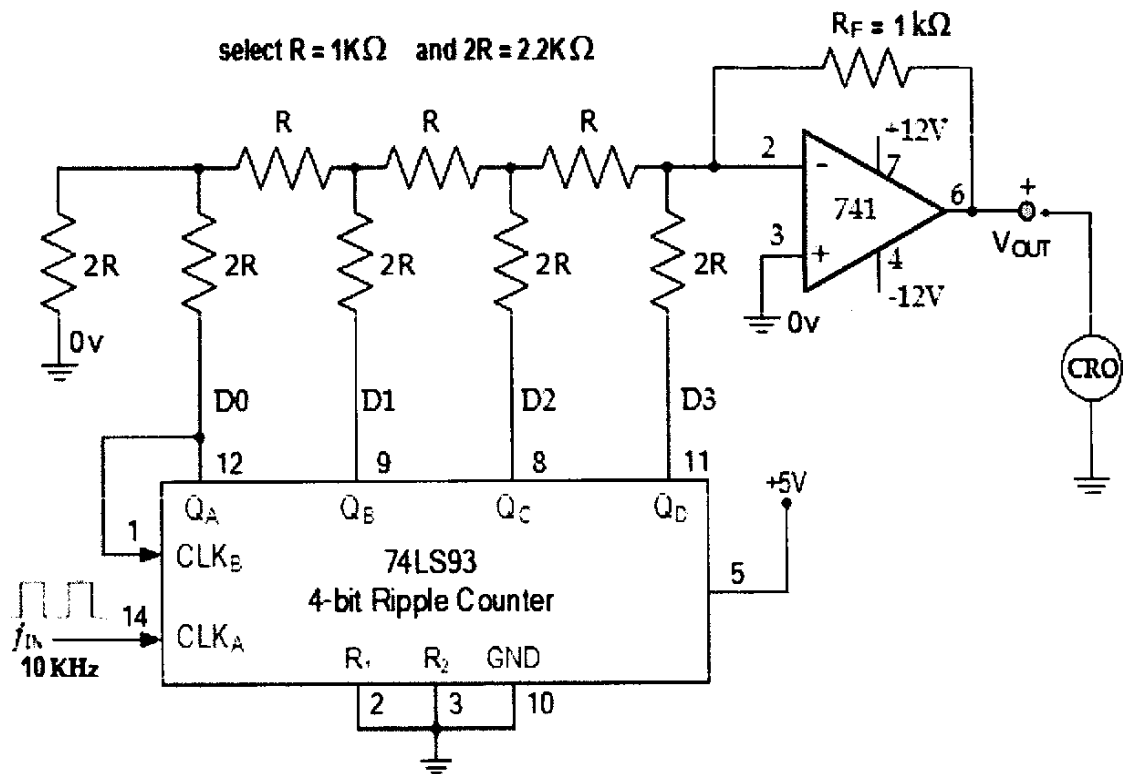 R_F = 1 kΩ
select R = 1KΩ and 2R = 2.2KΩ
R R R
+12V
2 - 7
741 6 +
3 + 4
V_OUT
-12V
2R 2R 2R 2R 2R
0v
0v
CRO
D0 D1 D2 D3
12 9 8 11
+5V
Q_A Q_B Q_C Q_D
1 CLK_B
74LS93
5
4-bit Ripple Counter
14 CLK_A
f_IN
10 KHz
R_1 R_2 GND
2 3 10